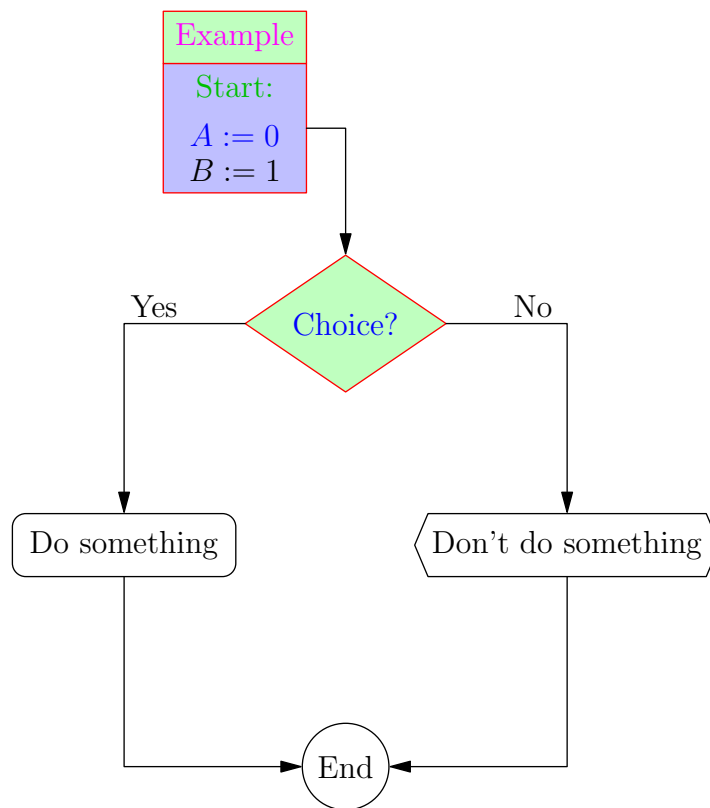 Example
Start:
A := 0
B := 1
Yes
No
Choice?
Do something
Don't do something
End